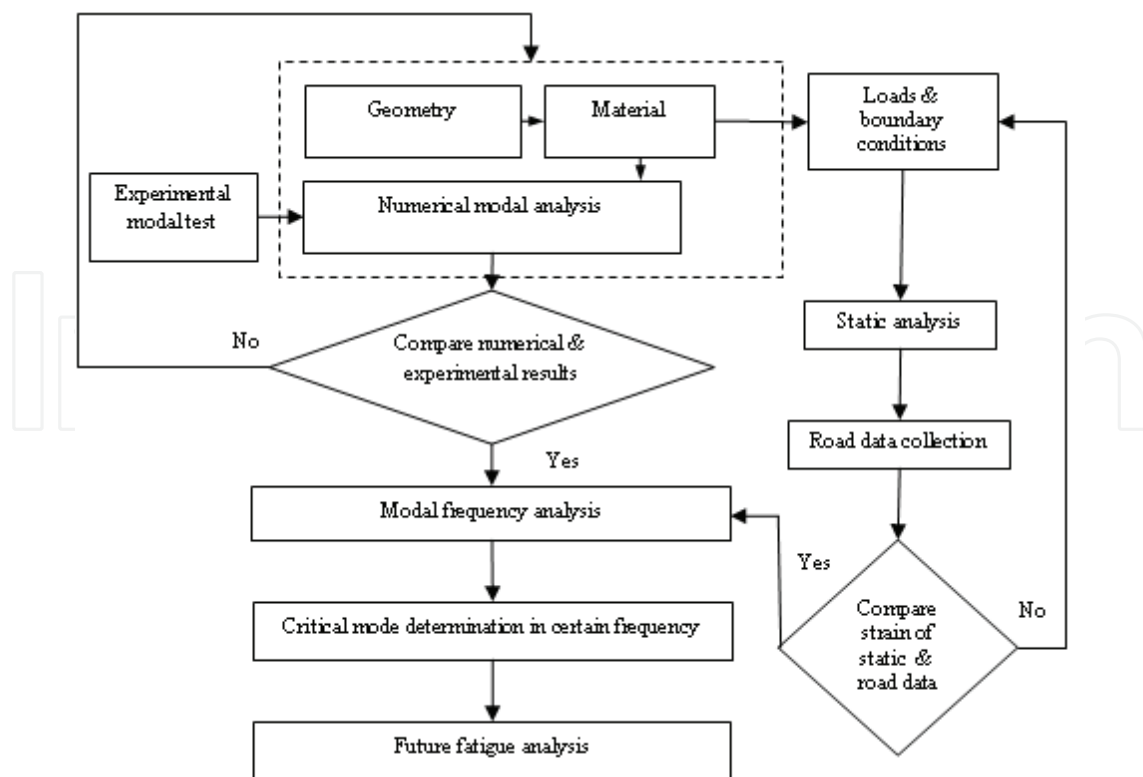 Geometry
Material
Loads &
boundary
conditions
Experimental
modal test
Numerical modal analysis
No
Compare numerical &
experimental results
Static analysis
Road data collection
Yes
Modal frequency analysis
Yes
No
Compare
strain of
static &
road data
Critical mode determination in certain frequency
Future fatigue analysis